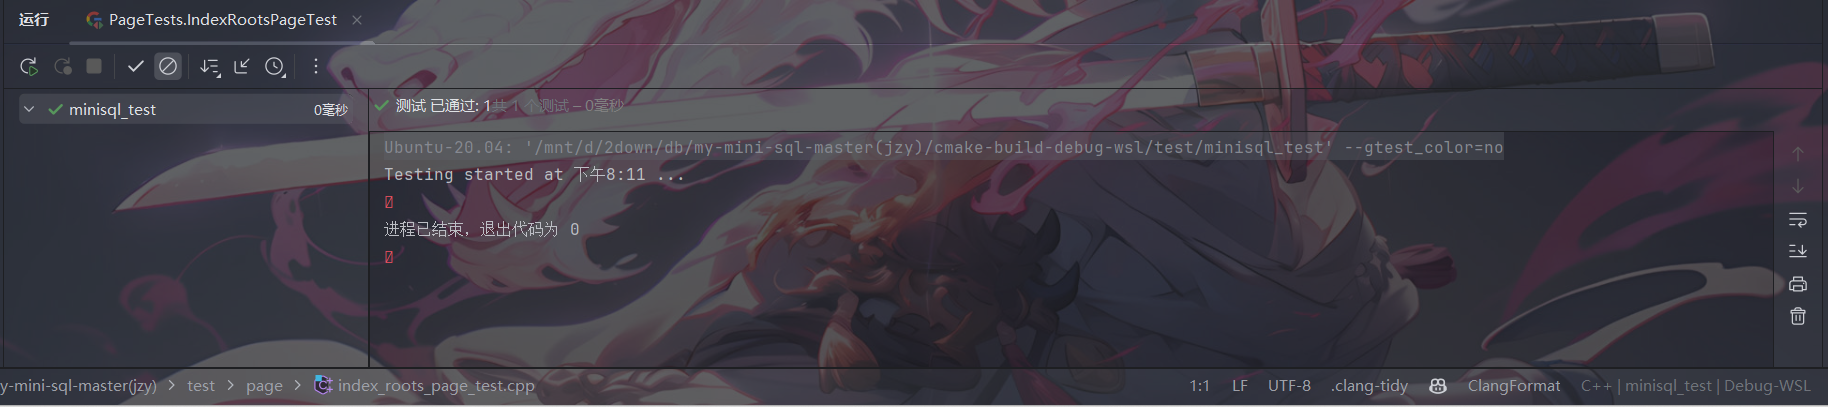 运行 PageTests.IndexRootsPageTest
minisql_test 0毫秒 测试 已通过: 1共 1 个测试 – 0毫秒
Ubuntu-20.04: '/mnt/d/2down/db/my-mini-sql-master(jzy)/cmake-build-debug-wsl/test/minisql_test' --gtest_color=no
Testing started at 下午8:11 ...
进程已结束，退出代码为 0
y-mini-sql-master(jzy) test page index_roots_page_test.cpp 1:1 LF UTF-8 .clang-tidy ClangFormat C++ | minisql_test | Debug-WSL